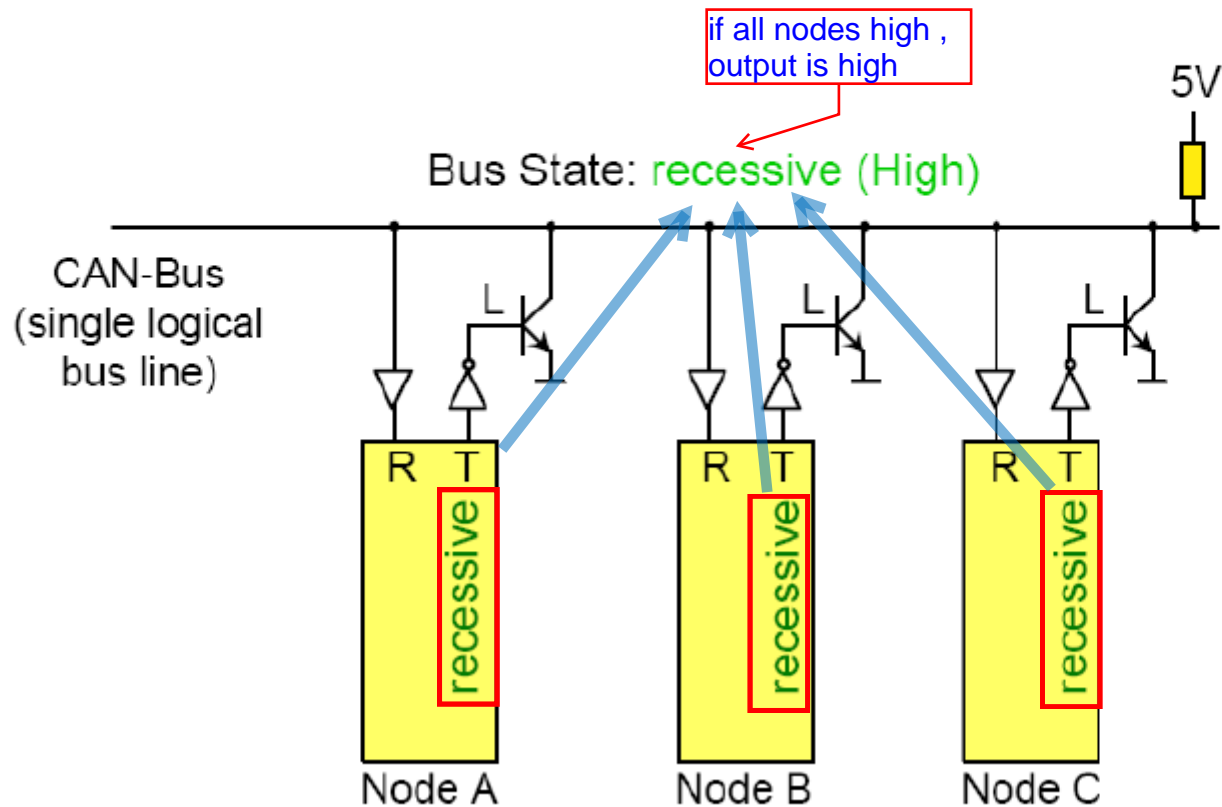 if all nodes high ,
output is high
5V
Bus State: recessive (High)
CAN-Bus
(single logical
bus line)
L
L
L
R T
R T
R T
recessive
recessive
recessive
Node A
Node B
Node C